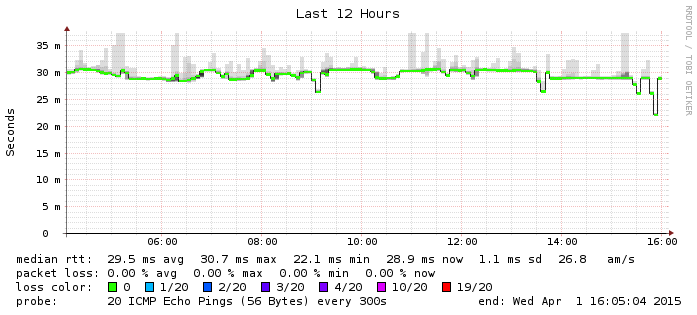 Last 12 Hours
RRDTOOL / TOBI OETIKER
Seconds
35 m
30 m
25 m
20 m
15 m
10 m
5 m
0
06:00 08:00 10:00 12:00 14:00 16:00
median rtt: 29.5 ms avg 30.7 ms max 22.1 ms min 28.9 ms now 1.1 ms sd 26.8 am/s
packet loss: 0.00 % avg 0.00 % max 0.00 % min 0.00 % now
loss color: 0 1/20 2/20 3/20 4/20 10/20 19/20
probe: 20 ICMP Echo Pings (56 Bytes) every 300s end: Wed Apr 1 16:05:04 2015